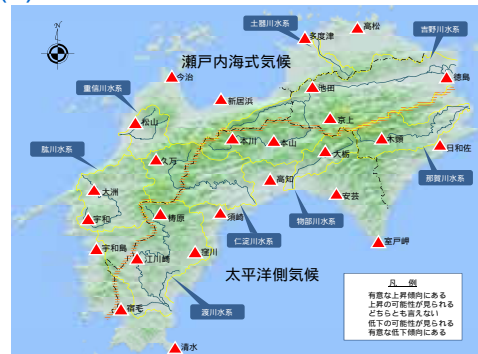 土器川水系
高松
多度津
吉野川水系
N
瀬戸内海式気候
今治
池田
徳島
重信川水系
新居浜
松山
京上
本川
本山
木頭
日和佐
大栃
肱川水系
久万
高知
那賀川水系
大洲
安芸
宇和
梼原
須崎
物部川水系
仁淀川水系
室戸岬
宇和島
窪川
江川崎
太平洋側気候
凡 例
有意な上昇傾向にある
上昇の可能性が見られる
どちらとも言えない
低下の可能性が見られる
有意な低下傾向にある
渡川水系
宿毛
清水